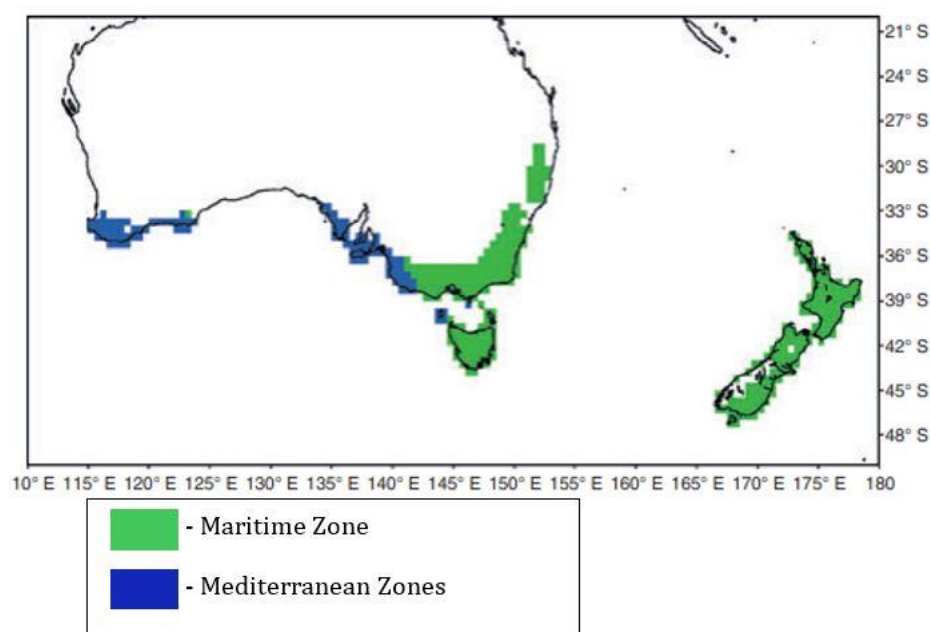 21° S
24° S
27° S
30° S
33° S
36° S
39° S
42° S
45° S
48° S
10° E 115° E 120° E 125° E 130° E 135° E 140° E 145° E 150° E 155° E 160° E 165° E 170° E 175° E 180
- Maritime Zone
- Mediterranean Zones